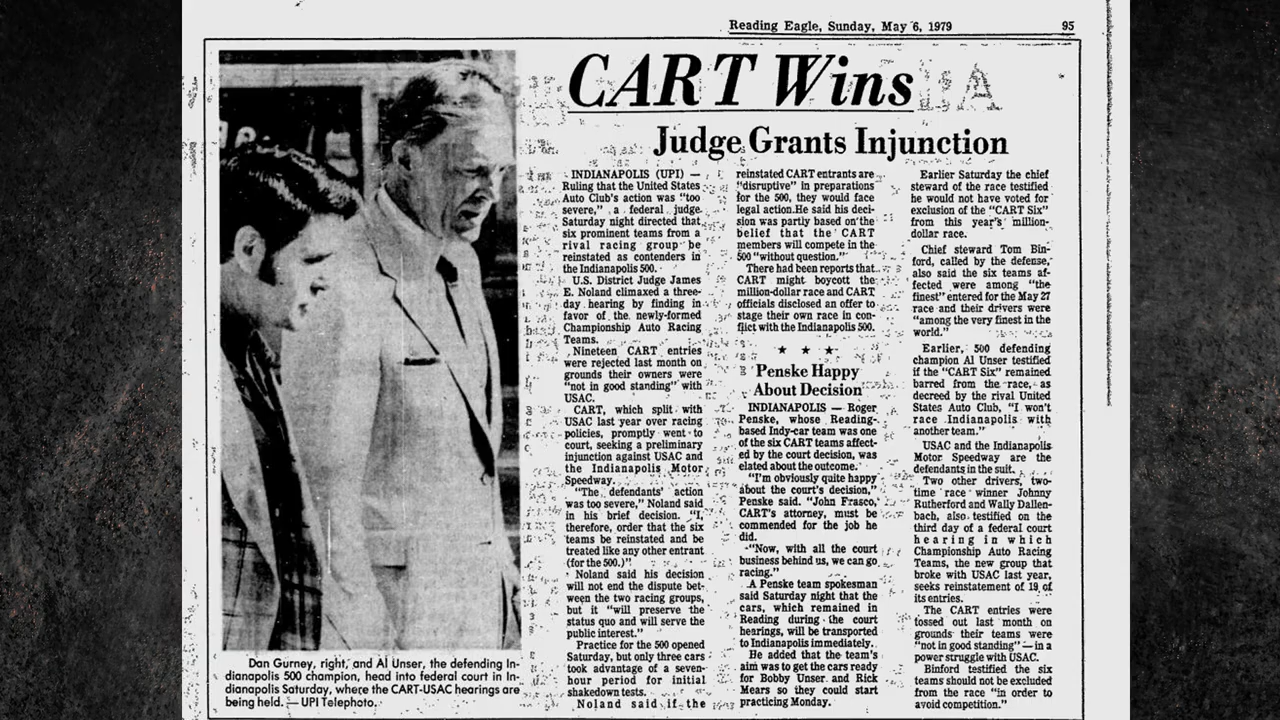 Reading Eagle, Sunday, May 6, 1979
95
CART Wins
Judge Grants Injunction
INDIANAPOLIS (UPI) —
Ruling that the United States
Auto Club's action was "too
severe," a federal judge
Saturday night directed that
six prominent teams from a
rival racing group be
reinstated as contenders in
the Indianapolis 500.
U.S. District Judge James
E. Noland climaxed a three-
day hearing by finding in
favor of the newly-formed
Championship Auto Racing
Teams.
Nineteen CART entries
were rejected last month on
grounds their owners were
"not in good standing" with
USAC.
CART, which split with
USAC last year over racing
policies, promptly went to
court, seeking a preliminary
injunction against USAC and
the Indianapolis Motor
Speedway.
"The defendants' action
was too severe," Noland said
in his brief decision. "I,
therefore, order that the six
teams be reinstated and be
treated like any other entrant
(for the 500.)"
Noland said his decision
will not end the dispute bet-
ween the two racing groups,
but it "will preserve the
status quo and will serve the
public interest."
Practice for the 500 opened
Saturday, but only three cars
took advantage of a seven-
hour period for initial
shakedown tests.
Noland said if the
reinstated CART entrants are
"disruptive" in preparations
for the 500, they would face
legal action.He said his deci-
sion was partly based on the
belief that the CART
members will compete in the
500 "without question."
There had been reports that
CART might boycott the
million-dollar race and CART
officials disclosed an offer to
stage their own race in con-
flict with the Indianapolis 500.
★ ★ ★
Penske Happy
About Decision
INDIANAPOLIS — Roger
Penske, whose Reading-
based Indy-car team was one
of the six CART teams affect-
ed by the court decision, was
elated about the outcome.
"I'm obviously quite happy
about the court's decision,"
Penske said. "John Frasco,
CART's attorney, must be
commended for the job he
did.
"Now, with all the court
business behind us, we can go
racing."
A Penske team spokesman
said Saturday night that the
cars, which remained in
Reading during the court
hearings, will be transported
to Indianapolis immediately.
He added that the team's
aim was to get the cars ready
for Bobby Unser and Rick
Mears so they could start
practicing Monday.
Earlier Saturday the chief
steward of the race testified
he would not have voted for
exclusion of the "CART Six"
from this year's million-
dollar race.
Chief steward Tom Bin-
ford, called by the defense,
also said the six teams af-
fected were among "the
finest" entered for the May 27
race and their drivers were
"among the very finest in the
world."
Earlier, 500 defending
champion Al Unser testified
if the "CART Six" remained
barred from the race, as
decreed by the rival United
States Auto Club, "I won't
race Indianapolis with
another team."
USAC and the Indianapolis
Motor Speedway are the
defendants in the suit.
Two other drivers, two-
time race winner Johnny
Rutherford and Wally Dallen-
bach, also testified on the
third day of a federal court
hearing in which
Championship Auto Racing
Teams, the new group that
broke with USAC last year,
seeks reinstatement of 19 of
its entries.
The CART entries were
tossed out last month on
grounds their teams were
"not in good standing" — in a
power struggle with USAC.
Binford testified the six
teams should not be excluded
from the race "in order to
avoid competition."
Dan Gurney, right, and Al Unser, the defending In-
dianapolis 500 champion, head into federal court in In-
dianapolis Saturday, where the CART-USAC hearings are
being held. — UPI Telephoto.